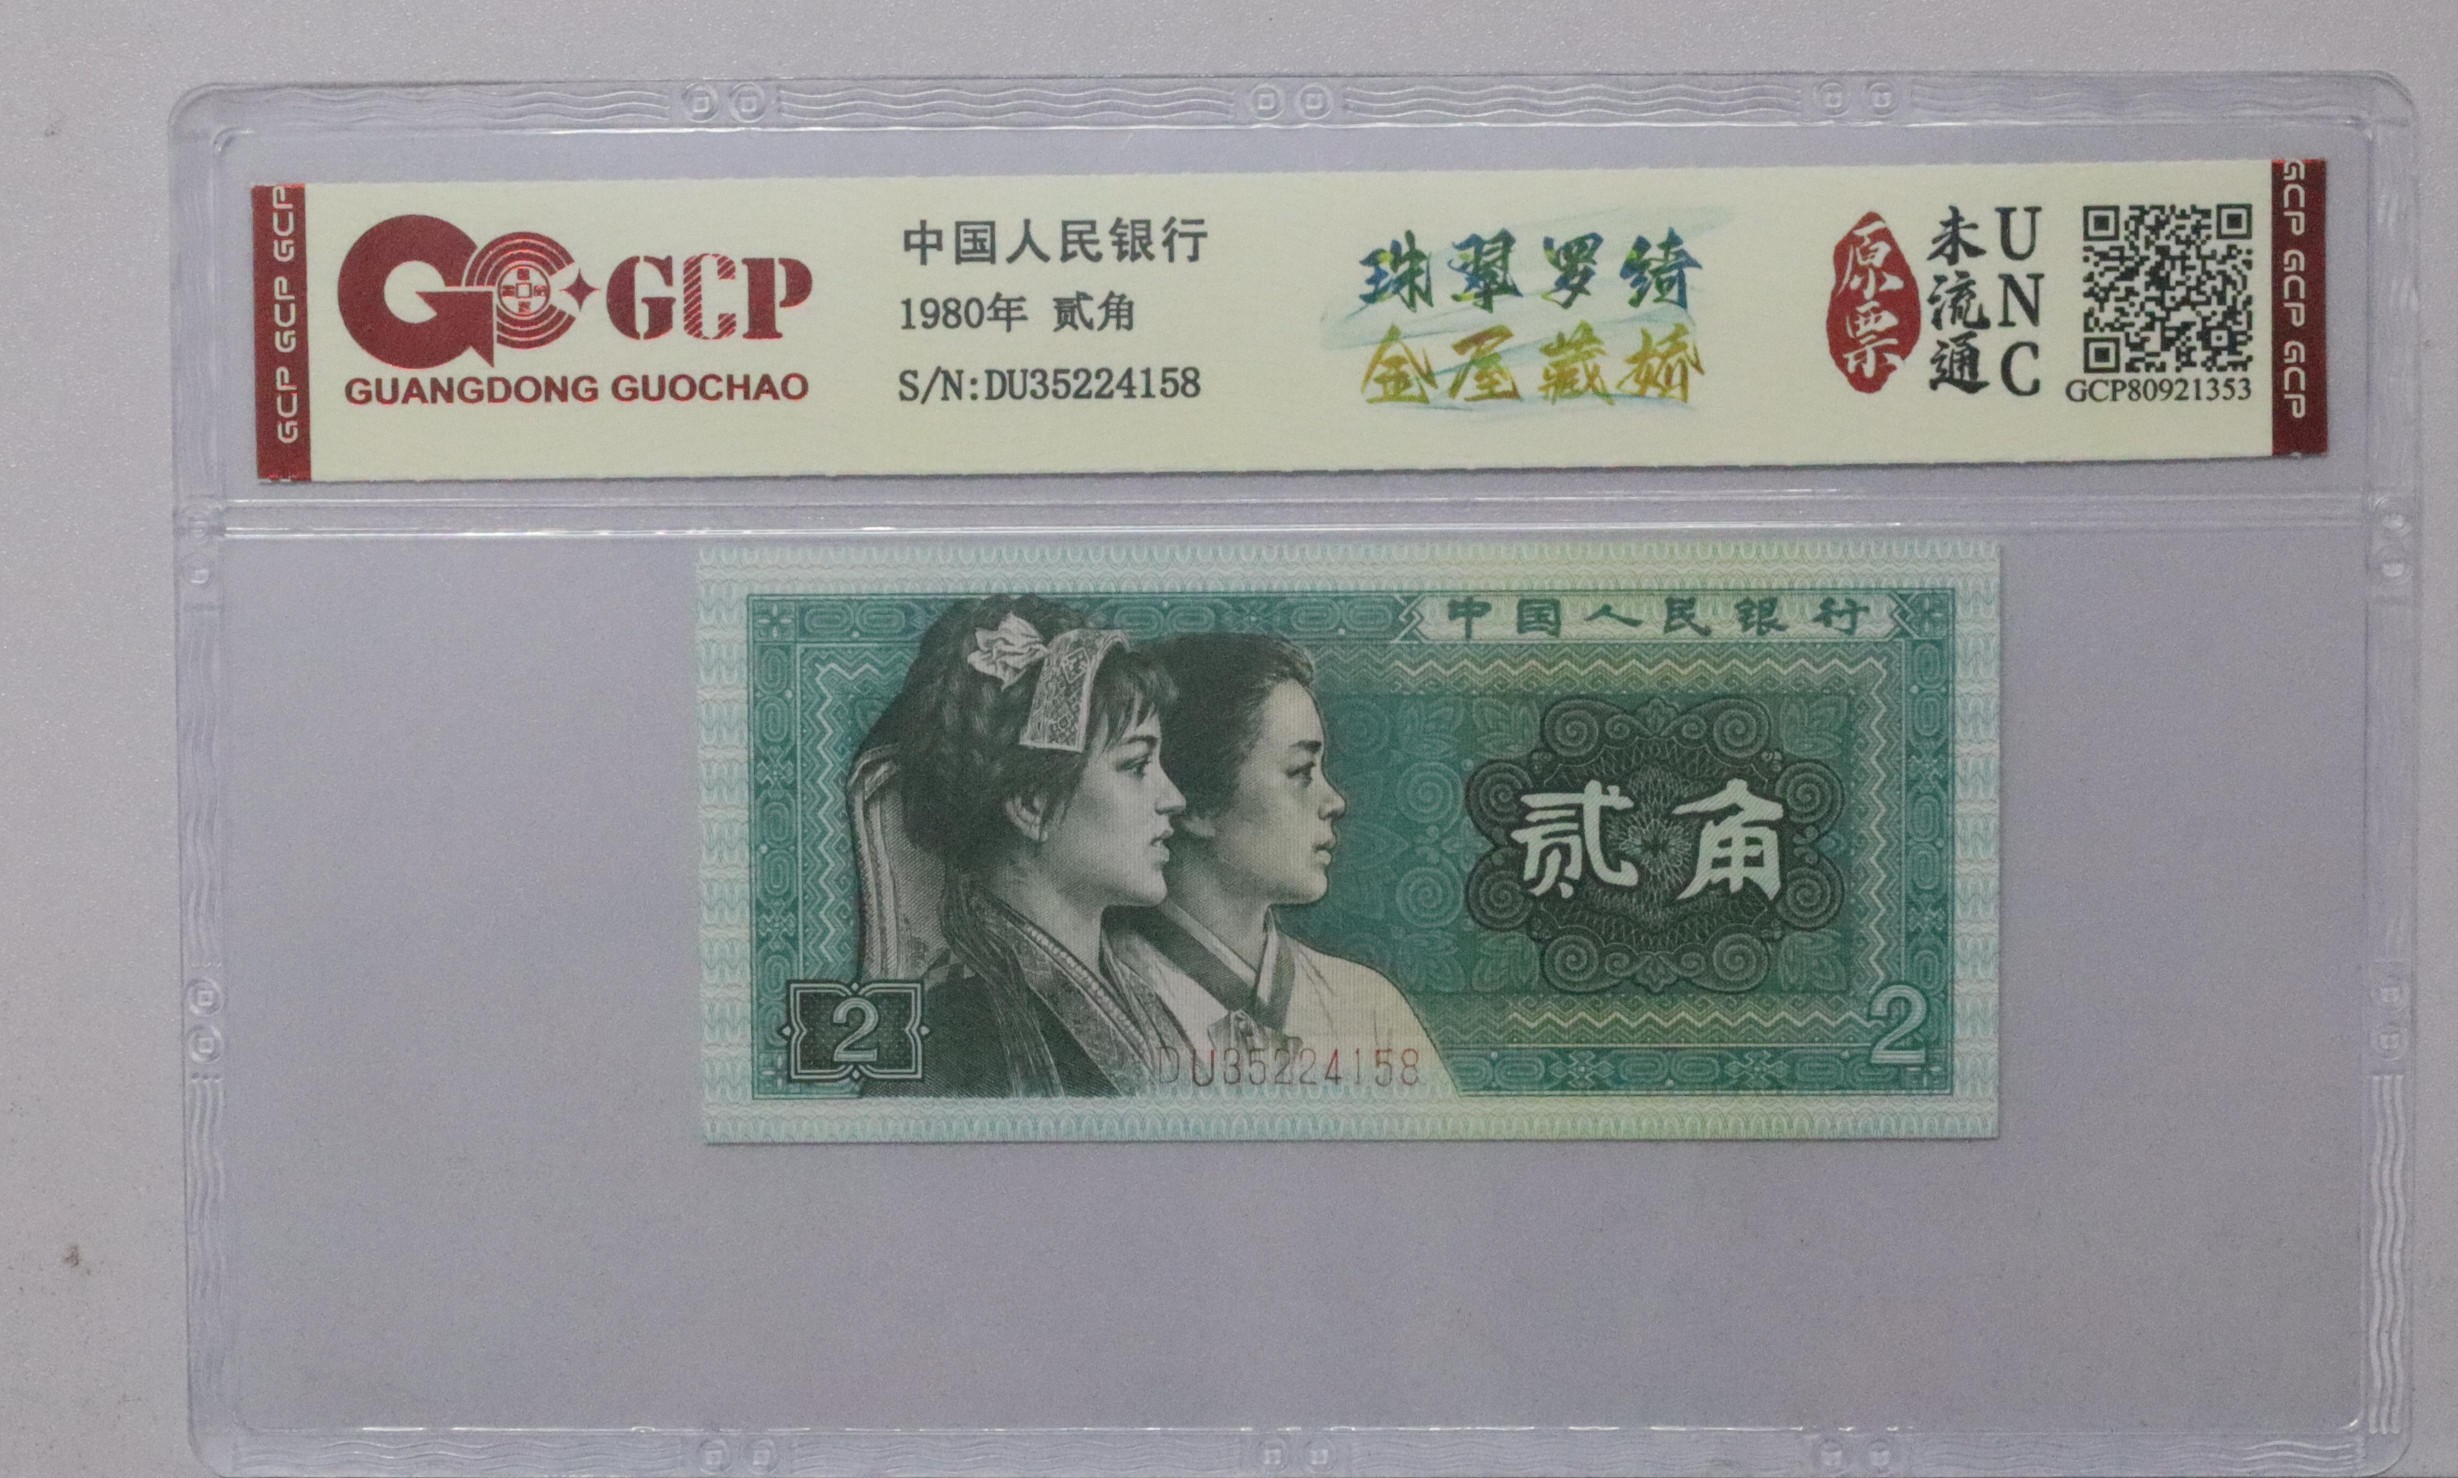 GCP GCP GCP
GCP
GUANGDONG GUOCHAO
中国人民银行
1980年 贰角
S/N:DU35224158
珠翠罗绮
金屋藏娇
原票
未流通
UNC
GCP80921353
GCP GCP GCP
中国人民银行
贰角
2
2
DU35224158